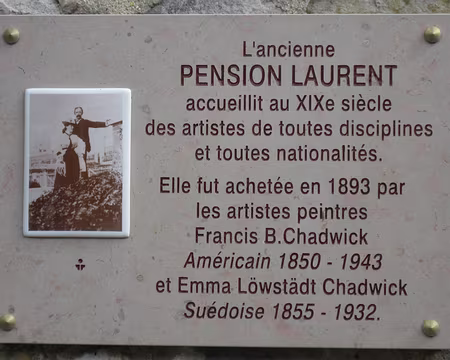 L'ancienne
PENSION LAURENT
accueillit au XIXe siècle
des artistes de toutes disciplines
et toutes nationalités.
Elle fut achetée en 1893 par
les artistes peintres
Francis B.Chadwick
Américain 1850 - 1943
et Emma Löwstädt Chadwick
Suédoise 1855 - 1932.